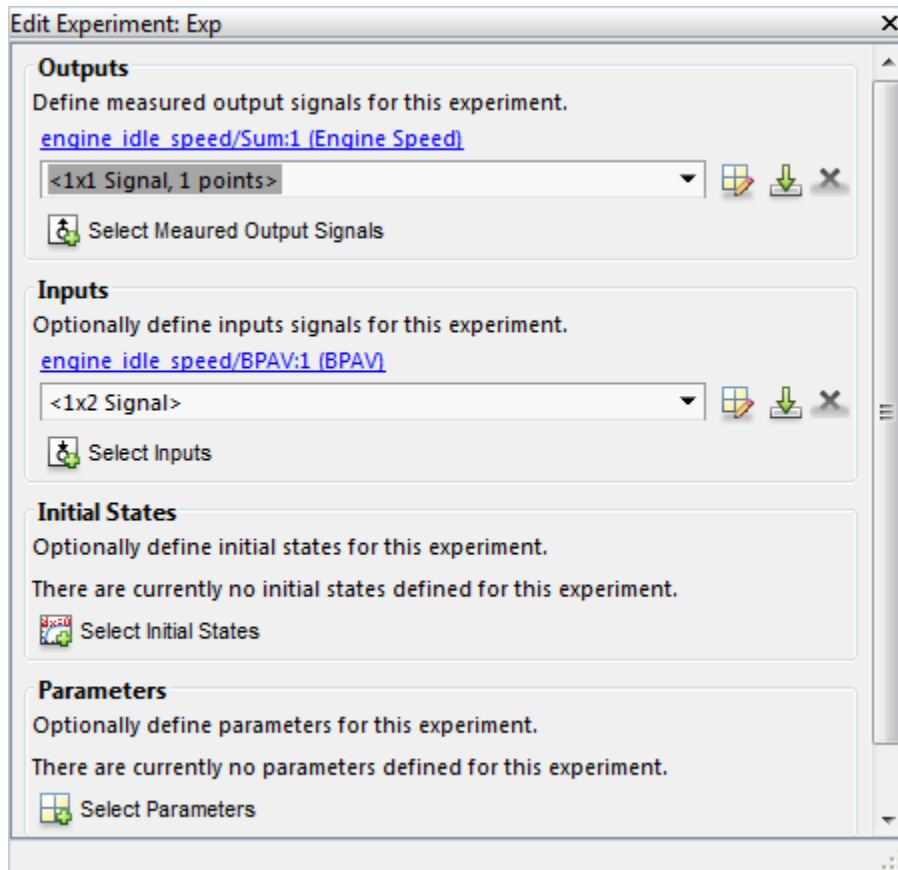 Edit Experiment: Exp
Outputs
Define measured output signals for this experiment.
engine_idle_speed/Sum:1 (Engine Speed)
<1x1 Signal, 1 points>
Select Meaured Output Signals
Inputs
Optionally define inputs signals for this experiment.
engine_idle_speed/BPAV:1 (BPAV)
<1x2 Signal>
Select Inputs
Initial States
Optionally define initial states for this experiment.
There are currently no initial states defined for this experiment.
Select Initial States
Parameters
Optionally define parameters for this experiment.
There are currently no parameters defined for this experiment.
Select Parameters